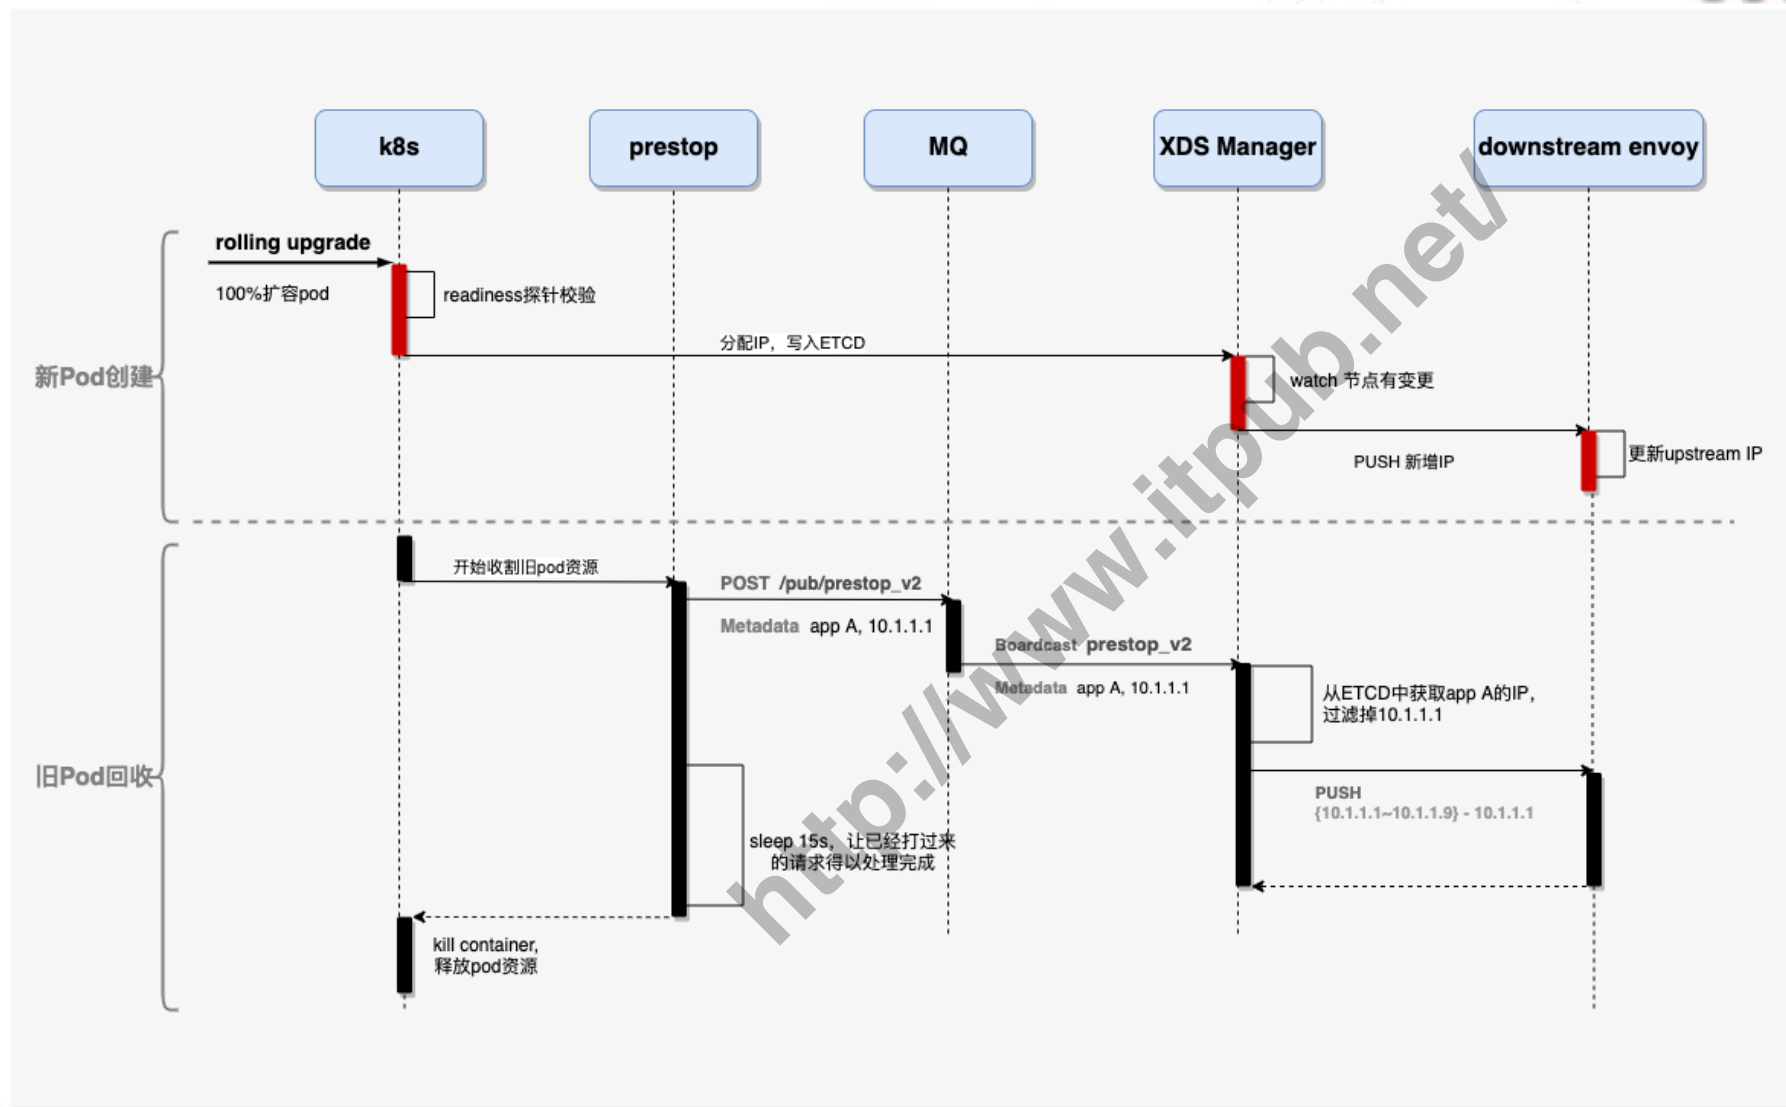 k8s
prestop
MQ
XDS Manager
downstream envoy
rolling upgrade
100%扩容pod
readiness探针校验
分配IP，写入ETCD
新Pod创建
watch 节点有变更
PUSH 新增IP
更新upstream IP
开始收割旧pod资源
POST /pub/prestop_v2
Metadata app A, 10.1.1.1
Boardcast prestop_v2
Metadata app A, 10.1.1.1
从ETCD中获取app A的IP，
过滤掉10.1.1.1
旧Pod回收
PUSH
{10.1.1.1~10.1.1.9} - 10.1.1.1
sleep 15s，让已经打过来
的请求得以处理完成
kill container,
释放pod资源
http://www.itpub.net/